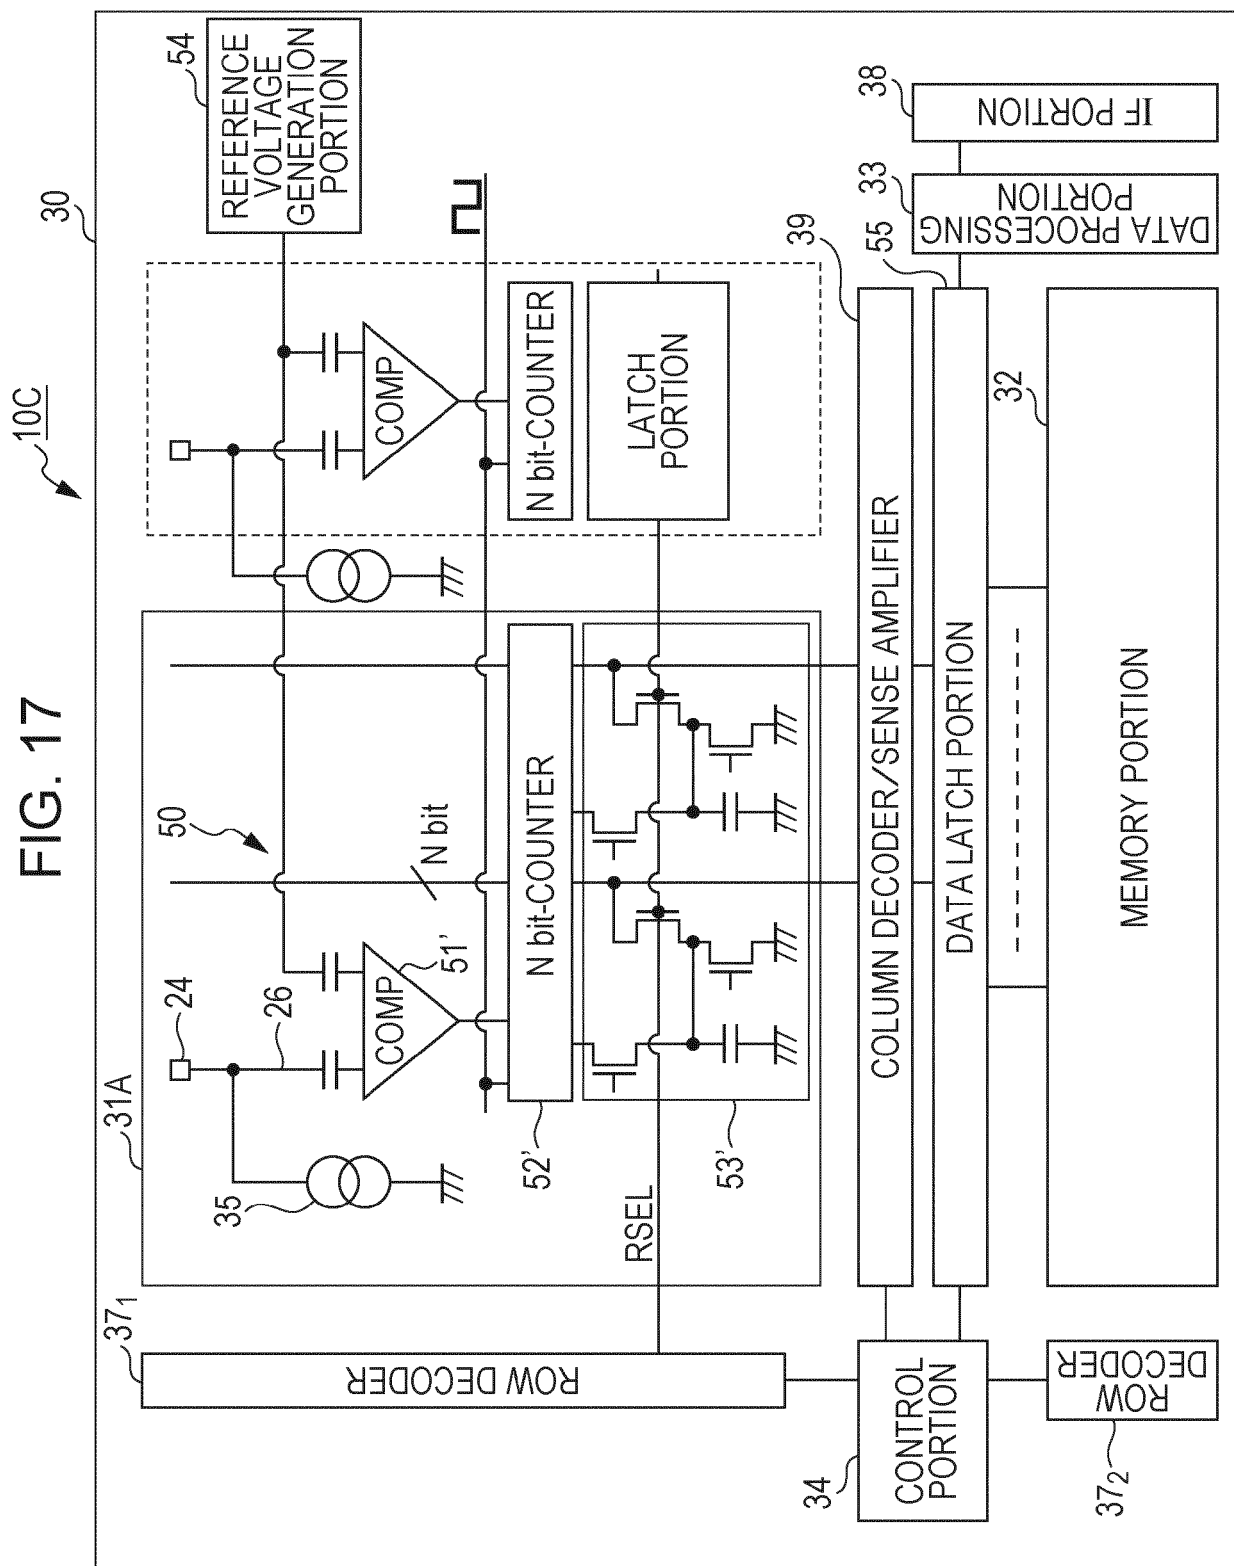 FIG. 17
10C
30
31A
24
26
35
50
51'
COMP
N bit
54
REFERENCE
VOLTAGE
GENERATION
PORTION
COMP
37₁
ROW DECODER
52'
N bit-COUNTER
N bit-COUNTER
RSEL
53'
LATCH
PORTION
39
COLUMN DECODER/SENSE AMPLIFIER
55
DATA LATCH PORTION
34
CONTROL
PORTION
33
DATA PROCESSING
PORTION
38
IF PORTION
32
MEMORY PORTION
37₂
ROW
DECODER